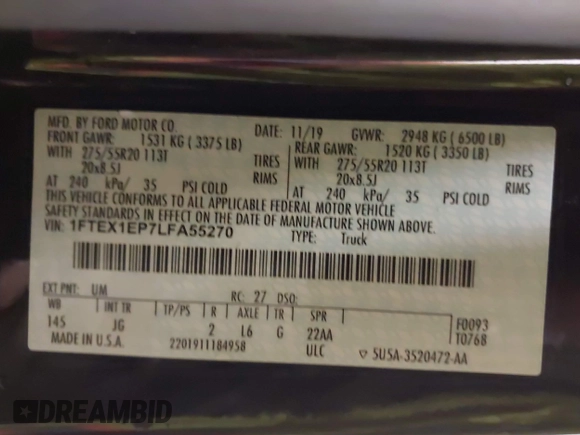 MFD. BY FORD MOTOR CO. DATE: 11/19 GVWR: 2948 KG ( 6500 LB)
FRONT GAWR: 1531 KG ( 3375 LB) REAR GAWR: 1520 KG ( 3350 LB)
WITH 275/55R20 113T TIRES WITH 275/55R20 113T TIRES
20x8.5J RIMS 20x8.5J RIMS
AT 240 kPa/ 35 PSI COLD AT 240 kPa/ 35 PSI COLD
THIS VEHICLE CONFORMS TO ALL APPLICABLE FEDERAL MOTOR VEHICLE
SAFETY STANDARDS IN EFFECT ON THE DATE OF MANUFACTURE SHOWN ABOVE.
VIN: 1FTEX1EP7LFA55270 TYPE: Truck
EXT PNT: UM RC: 27 DSO:
WB INT TR TP/PS R AXLE TR SPR F0093
145 JG 2 L6 G 22AA T0768
MADE IN U.S.A. 2201911184958 ULC ▽ 5U5A-3520472-AA
DREAMBID